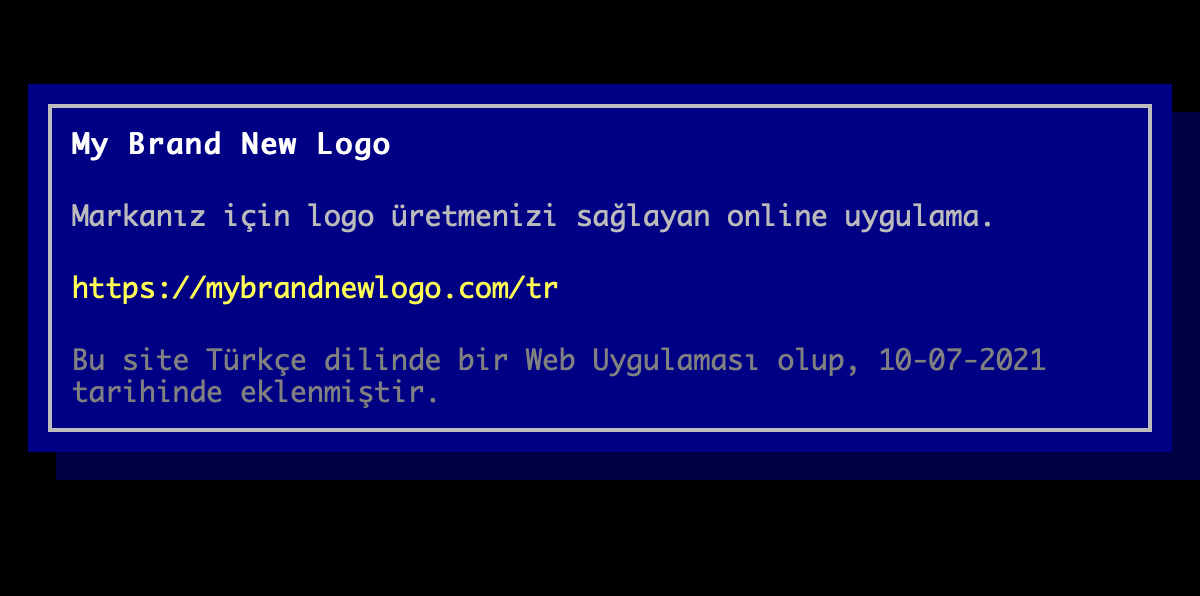 My Brand New Logo
Markanız için logo üretmenizi sağlayan online uygulama.
https://mybrandnewlogo.com/tr
Bu site Türkçe dilinde bir Web Uygulaması olup, 10-07-2021
tarihinde eklenmiştir.